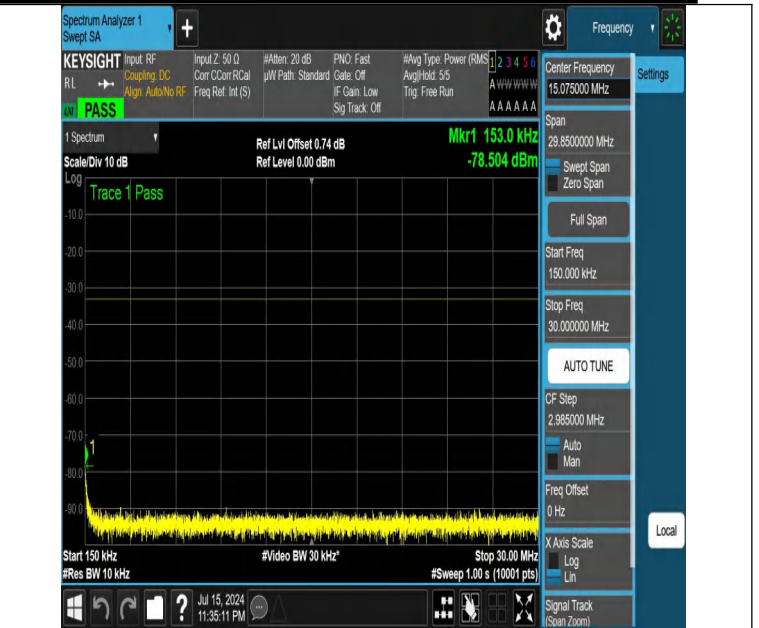 Spectrum Analyzer 1
Swept SA
+
Frequency
KEYSIGHT
RL
PASS
Input: RF
Coupling: DC
Align: Auto/No RF
Input Z: 50 Ω
Corr CCorr RCal
Freq Ref: Int (S)
#Atten: 20 dB
µW Path: Standard
PNO: Fast
Gate: Off
IF Gain: Low
Sig Track: Off
#Avg Type: Power (RMS
Avg|Hold: 5/5
Trig: Free Run
1 2 3 4 5 6
A W W W W W
A A A A A A
1 Spectrum
Scale/Div 10 dB
Log
Ref Lvl Offset 0.74 dB
Ref Level 0.00 dBm
Mkr1 153.0 kHz
-78.504 dBm
Trace 1 Pass
-10.0
-20.0
-30.0
-40.0
-50.0
-60.0
-70.0
1
-80.0
-90.0
Start 150 kHz
#Res BW 10 kHz
#Video BW 30 kHz*
Stop 30.00 MHz
#Sweep 1.00 s (10001 pts)
Jul 15, 2024
11:35:11 PM
?
Center Frequency
15.075000 MHz
Settings
Span
29.8500000 MHz
Swept Span
Zero Span
Full Span
Start Freq
150.000 kHz
Stop Freq
30.000000 MHz
AUTO TUNE
CF Step
2.985000 MHz
Auto
Man
Freq Offset
0 Hz
X Axis Scale
Log
Lin
Local
Signal Track
(Span Zoom)